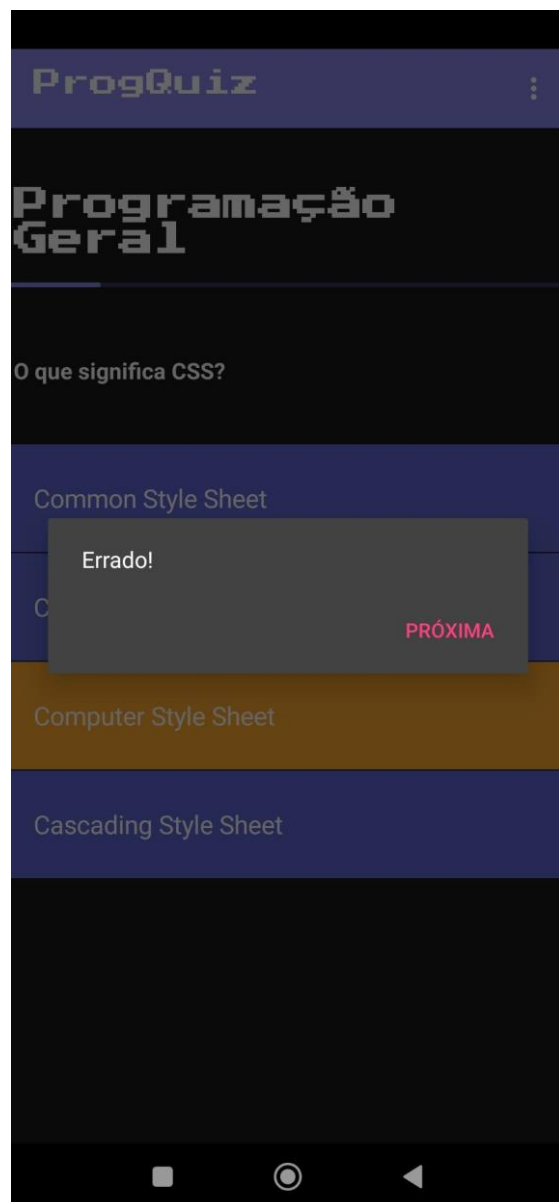 ProgQuiz
Programação
Geral
O que significa CSS?
Common Style Sheet
Errado!
PRÓXIMA
Computer Style Sheet
Cascading Style Sheet